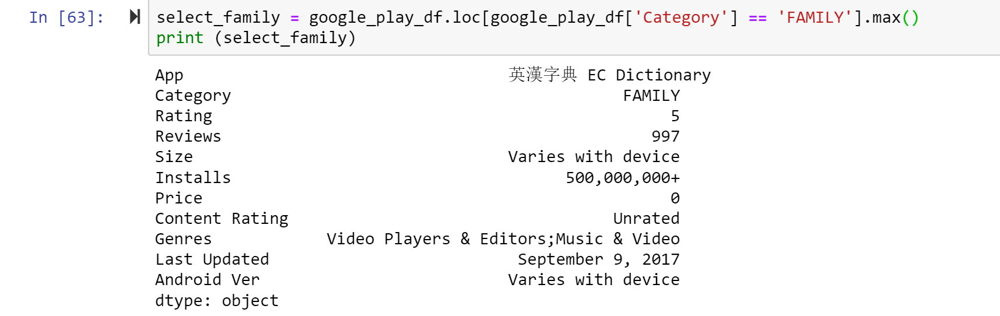 In [63]: select_family = google_play_df.loc[google_play_df['Category'] == 'FAMILY'].max()
print (select_family)
App 英漢字典 EC Dictionary
Category FAMILY
Rating 5
Reviews 997
Size Varies with device
Installs 500,000,000+
Price 0
Content Rating Unrated
Genres Video Players & Editors;Music & Video
Last Updated September 9, 2017
Android Ver Varies with device
dtype: object